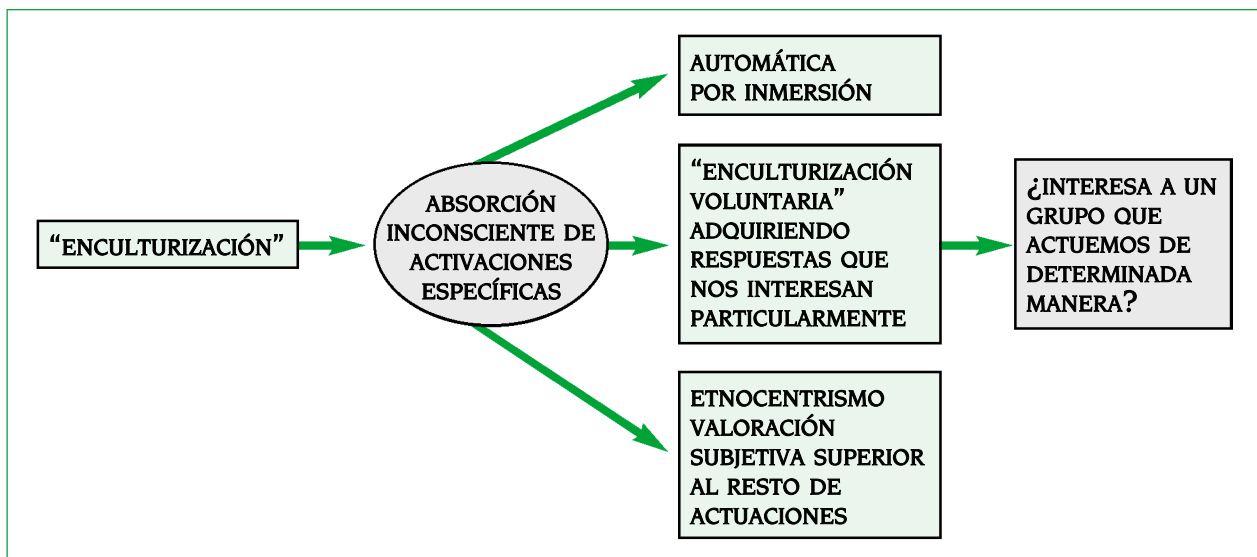 “ENCULTURIZACIÓN”
ABSORCIÓN
INCONSCIENTE DE
ACTIVACIONES
ESPECÍFICAS
AUTOMÁTICA
POR INMERSIÓN
“ENCULTURIZACIÓN
VOLUNTARIA”
ADQUIRIENDO
RESPUESTAS QUE
NOS INTERESAN
PARTICULARMENTE
¿INTERESA A UN
GRUPO QUE
ACTUEMOS DE
DETERMINADA
MANERA?
ETNOCENTRISMO
VALORACIÓN
SUBJETIVA SUPERIOR
AL RESTO DE
ACTUACIONES